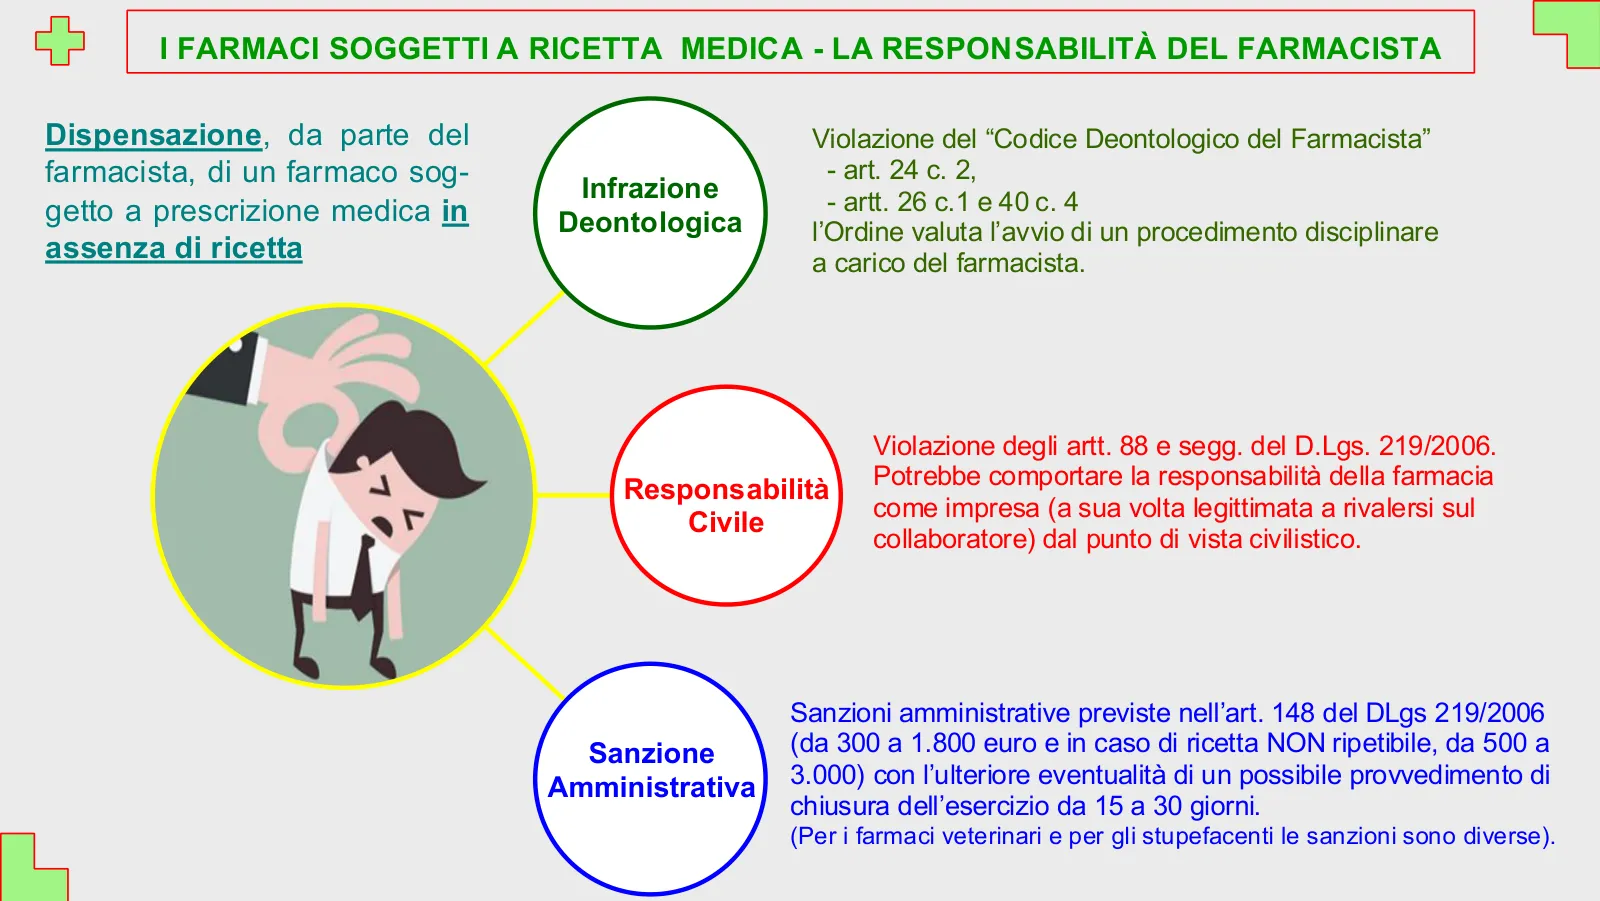 I FARMACI SOGGETTI A RICETTA MEDICA - LA RESPONSABILITÀ DEL FARMACISTA
Dispensazione, da parte del
farmacista, di un farmaco sog-
getto a prescrizione medica in
assenza di ricetta
Infrazione
Deontologica
Violazione del “Codice Deontologico del Farmacista”
- art. 24 c. 2,
- artt. 26 c.1 e 40 c. 4
l’Ordine valuta l’avvio di un procedimento disciplinare
a carico del farmacista.
Responsabilità
Civile
Violazione degli artt. 88 e segg. del D.Lgs. 219/2006.
Potrebbe comportare la responsabilità della farmacia
come impresa (a sua volta legittimata a rivalersi sul
collaboratore) dal punto di vista civilistico.
Sanzione
Amministrativa
Sanzioni amministrative previste nell’art. 148 del DLgs 219/2006
(da 300 a 1.800 euro e in caso di ricetta NON ripetibile, da 500 a
3.000) con l’ulteriore eventualità di un possibile provvedimento di
chiusura dell’esercizio da 15 a 30 giorni.
(Per i farmaci veterinari e per gli stupefacenti le sanzioni sono diverse).